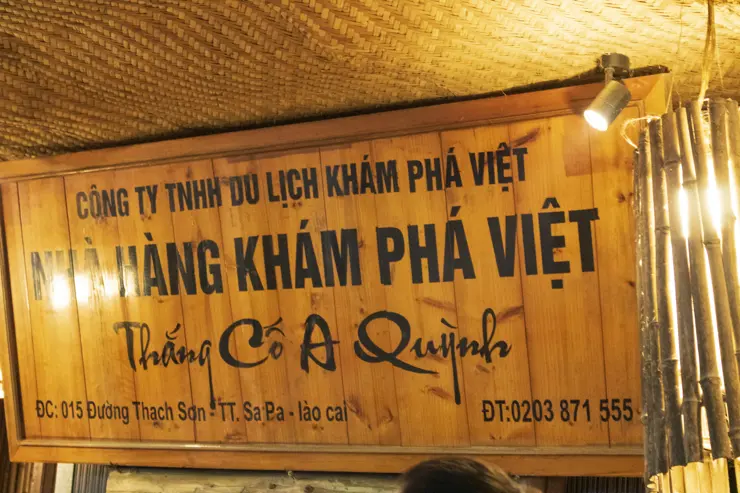 CÔNG TY TNHH DU LỊCH KHÁM PHÁ VIỆT
NHÀ HÀNG KHÁM PHÁ VIỆT
Thắng Cố A Quỳnh
ĐC: 015 Đường Thạch Sơn - TT. Sa Pa - lào cai ĐT:0203 871 555